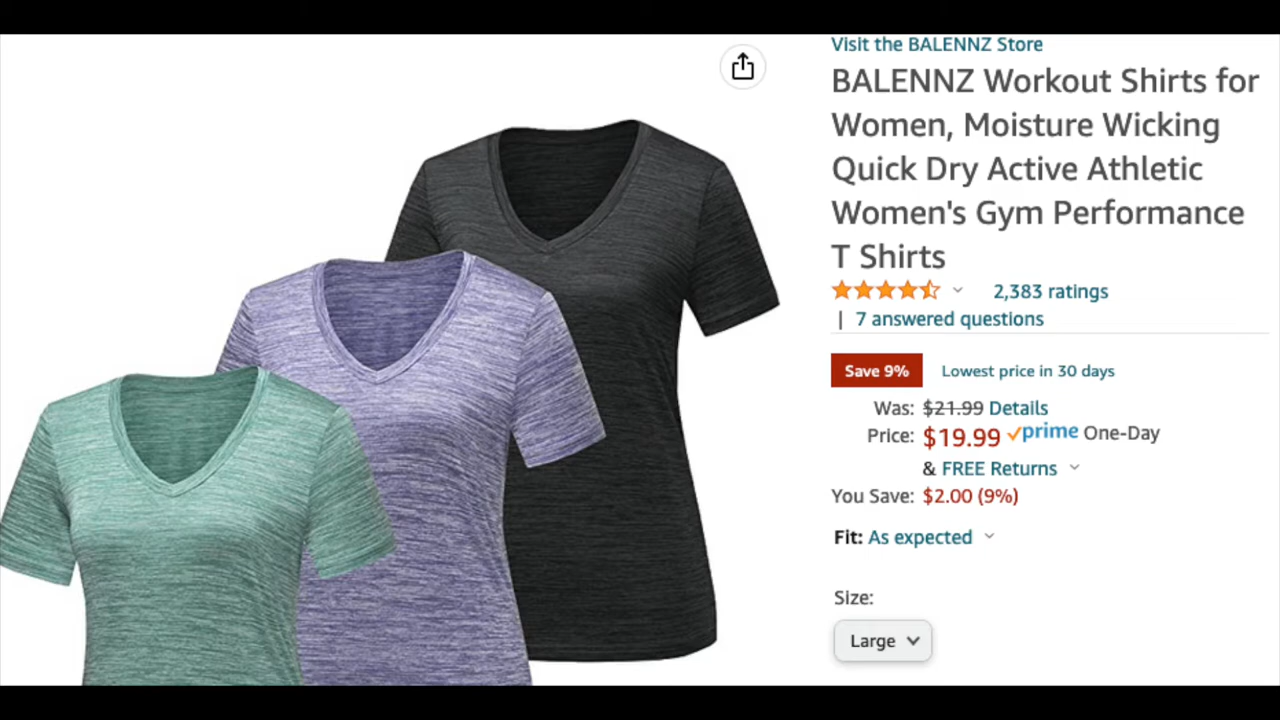 Visit the BALENNZ Store
BALENNZ Workout Shirts for
Women, Moisture Wicking
Quick Dry Active Athletic
Women's Gym Performance
T Shirts
2,383 ratings
| 7 answered questions
Save 9% Lowest price in 30 days
Was: $21.99 Details
Price: $19.99 prime One-Day
& FREE Returns
You Save: $2.00 (9%)
Fit: As expected
Size:
Large